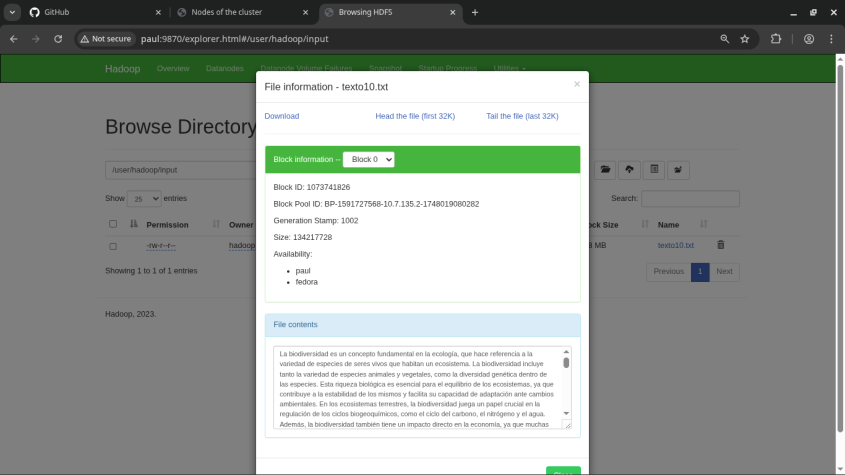 GitHub
Nodes of the cluster
Browsing HDFS
Not secure paul:9870/explorer.html#/user/hadoop/input
Hadoop Overview Datanodes Datanode Volume Failures Snapshot Startup Progress Utilities
File information - texto10.txt
Download Head the file (first 32K) Tail the file (last 32K)
Browse Directory
Block information -- Block 0
/user/hadoop/input
Block ID: 1073741826
Show 25 entries
Search:
Block Pool ID: BP-1591727568-10.7.135.2-1748019080282
Permission Owner
Generation Stamp: 1002
ock Size Name
Size: 134217728
-rw-r--r-- hadoop
MB texto10.txt
Availability:
Showing 1 to 1 of 1 entries
paul
fedora
Previous 1 Next
Hadoop, 2023.
File contents
La biodiversidad es un concepto fundamental en la ecología, que hace referencia a la
variedad de especies de seres vivos que habitan un ecosistema. La biodiversidad incluye
tanto la variedad de especies animales y vegetales, como la diversidad genética dentro de
las especies. Esta riqueza biológica es esencial para el equilibrio de los ecosistemas, ya que
contribuye a la estabilidad de los mismos y facilita su capacidad de adaptación ante cambios
ambientales. En los ecosistemas terrestres, la biodiversidad juega un papel crucial en la
regulación de los ciclos biogeoquímicos, como el ciclo del carbono, el nitrógeno y el agua.
Además, la biodiversidad también tiene un impacto directo en la economía, ya que muchas